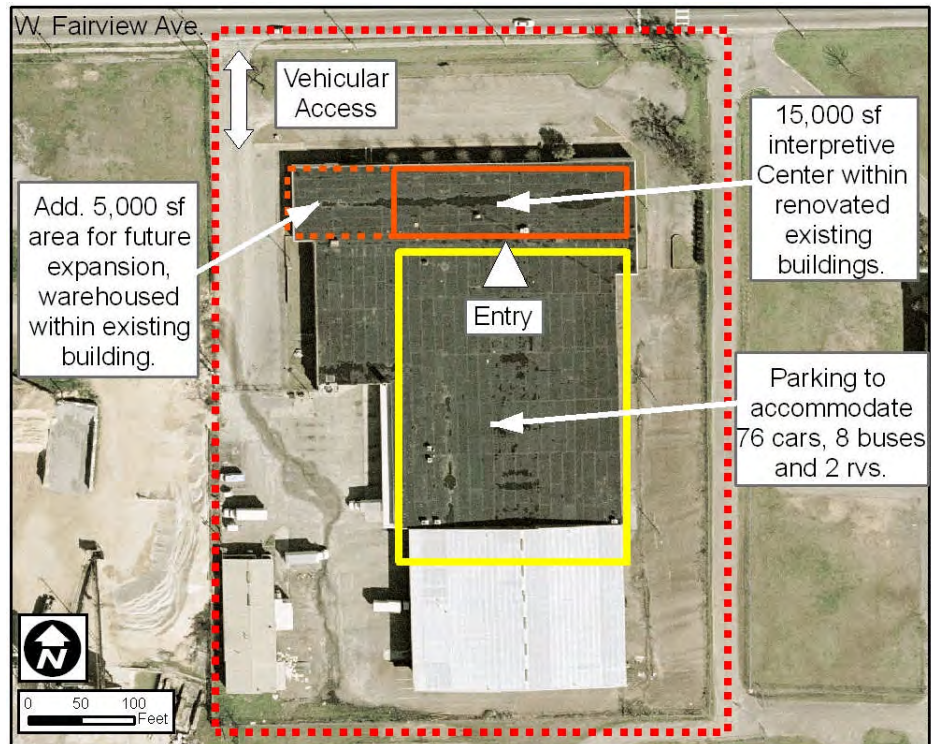 W. Fairview Ave.
Vehicular
Access
15,000 sf
interpretive
Center within
renovated
existing
buildings.
Add. 5,000 sf
area for future
expansion,
warehoused
within existing
building.
Entry
Parking to
accommodate
76 cars, 8 buses
and 2 rvs.
N
0 50 100
Feet